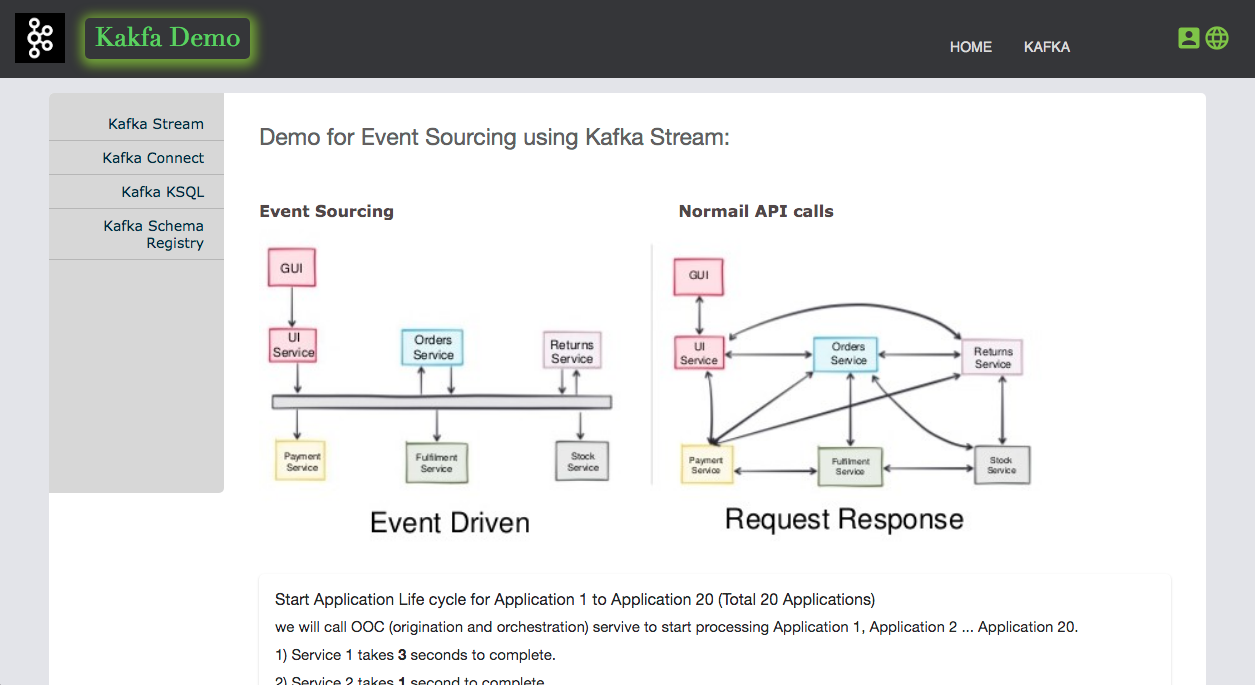 Kakfa Demo
HOME
KAFKA
Kafka Stream
Kafka Connect
Kafka KSQL
Kafka Schema
Registry
Demo for Event Sourcing using Kafka Stream:
Event Sourcing
GUI
UI
Service
Orders
Service
Returns
Service
Payment
Service
Fulfilment
Service
Stock
Service
Event Driven
Normail API calls
GUI
UI
Service
Orders
Service
Returns
Service
Payment
Service
Fulfilment
Service
Stock
Service
Request Response
Start Application Life cycle for Application 1 to Application 20 (Total 20 Applications)
we will call OOC (origination and orchestration) servive to start processing Application 1, Application 2 ... Application 20.
1) Service 1 takes 3 seconds to complete.
2) Service 2 takes 1 second to complete